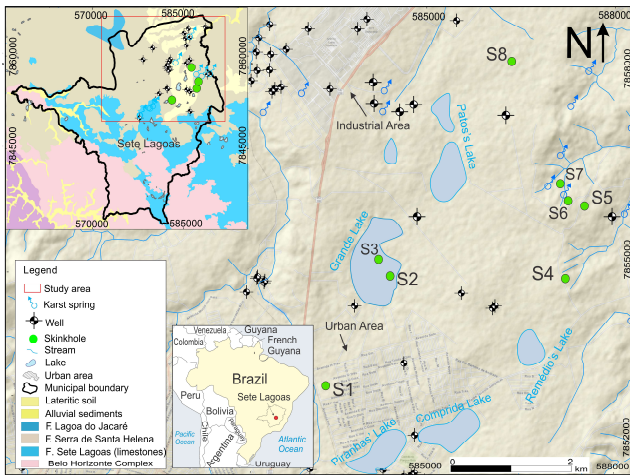 570000
585000
7860000
7860000
7845000
7845000
Sete Lagoas
570000
585000
585000
588000
N
7858000
7855000
7852000
585000
0
2
km
S8
Industrial Area
Patos's Lake
S7
S6
S5
Grande Lake
S3
S2
S4
Urban Area
S1
Remédio's Lake
Comprida Lake
Piranhas Lake
Legend
Study area
Karst spring
Well
Skinkhole
Stream
Lake
Urban area
Municipal boundary
Lateritic soil
Alluvial sediments
F. Lagoa do Jacaré
F. Serra de Santa Helena
F. Sete Lagoas (limestones)
Belo Horizonte Complex
Venezuela
Guyana
Colombia
French
Guyana
Brazil
Peru
Sete Lagoas
Bolivia
Paraguay
Chile
Argentina
Pacific
Ocean
Atlantic
Ocean
Uruguay